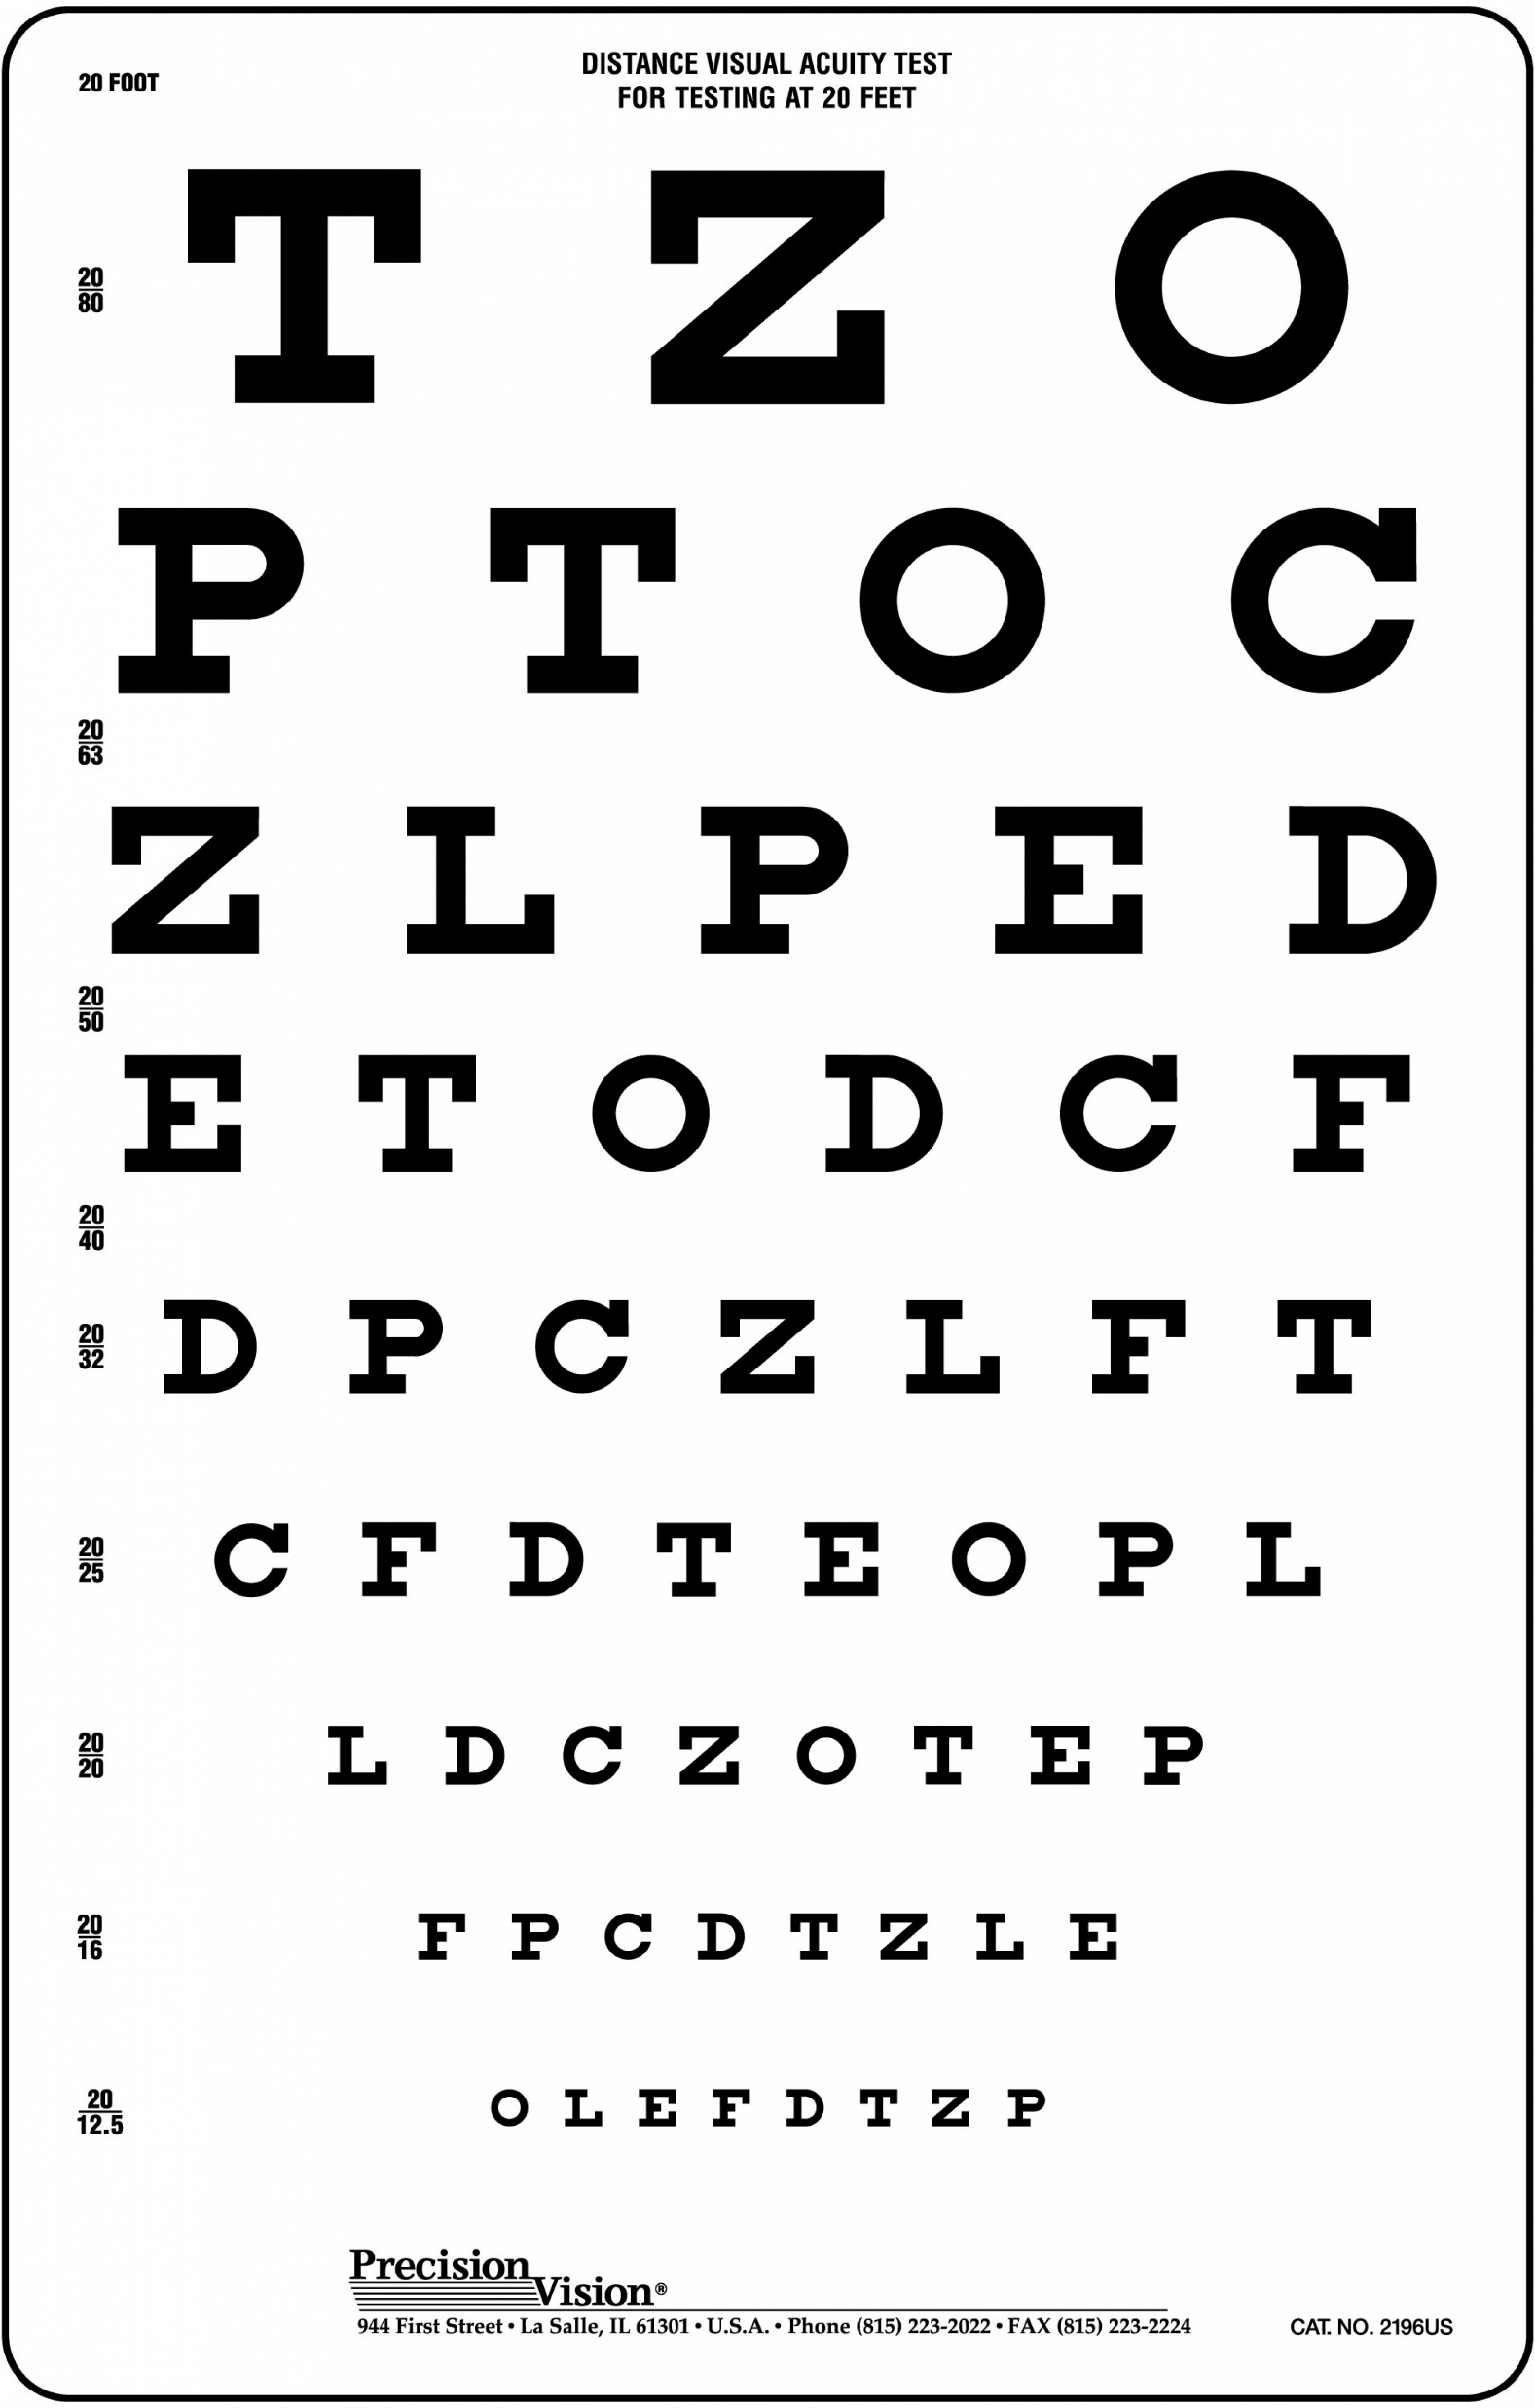 20 FOOT
DISTANCE VISUAL ACUITY TEST
FOR TESTING AT 20 FEET
20/80 T Z O
P T O C
20/63
Z L P E D
20/50
E T O D C F
20/40
20/32 D P C Z L F T
20/25 C F D T E O P L
20/20 L D C Z O T E P
20/16 F P C D T Z L E
20/12.5 O L E F D T Z P
Precision Vision®
944 First Street • La Salle, IL 61301 • U.S.A. • Phone (815) 223-2022 • FAX (815) 223-2224
CAT. NO. 2196US